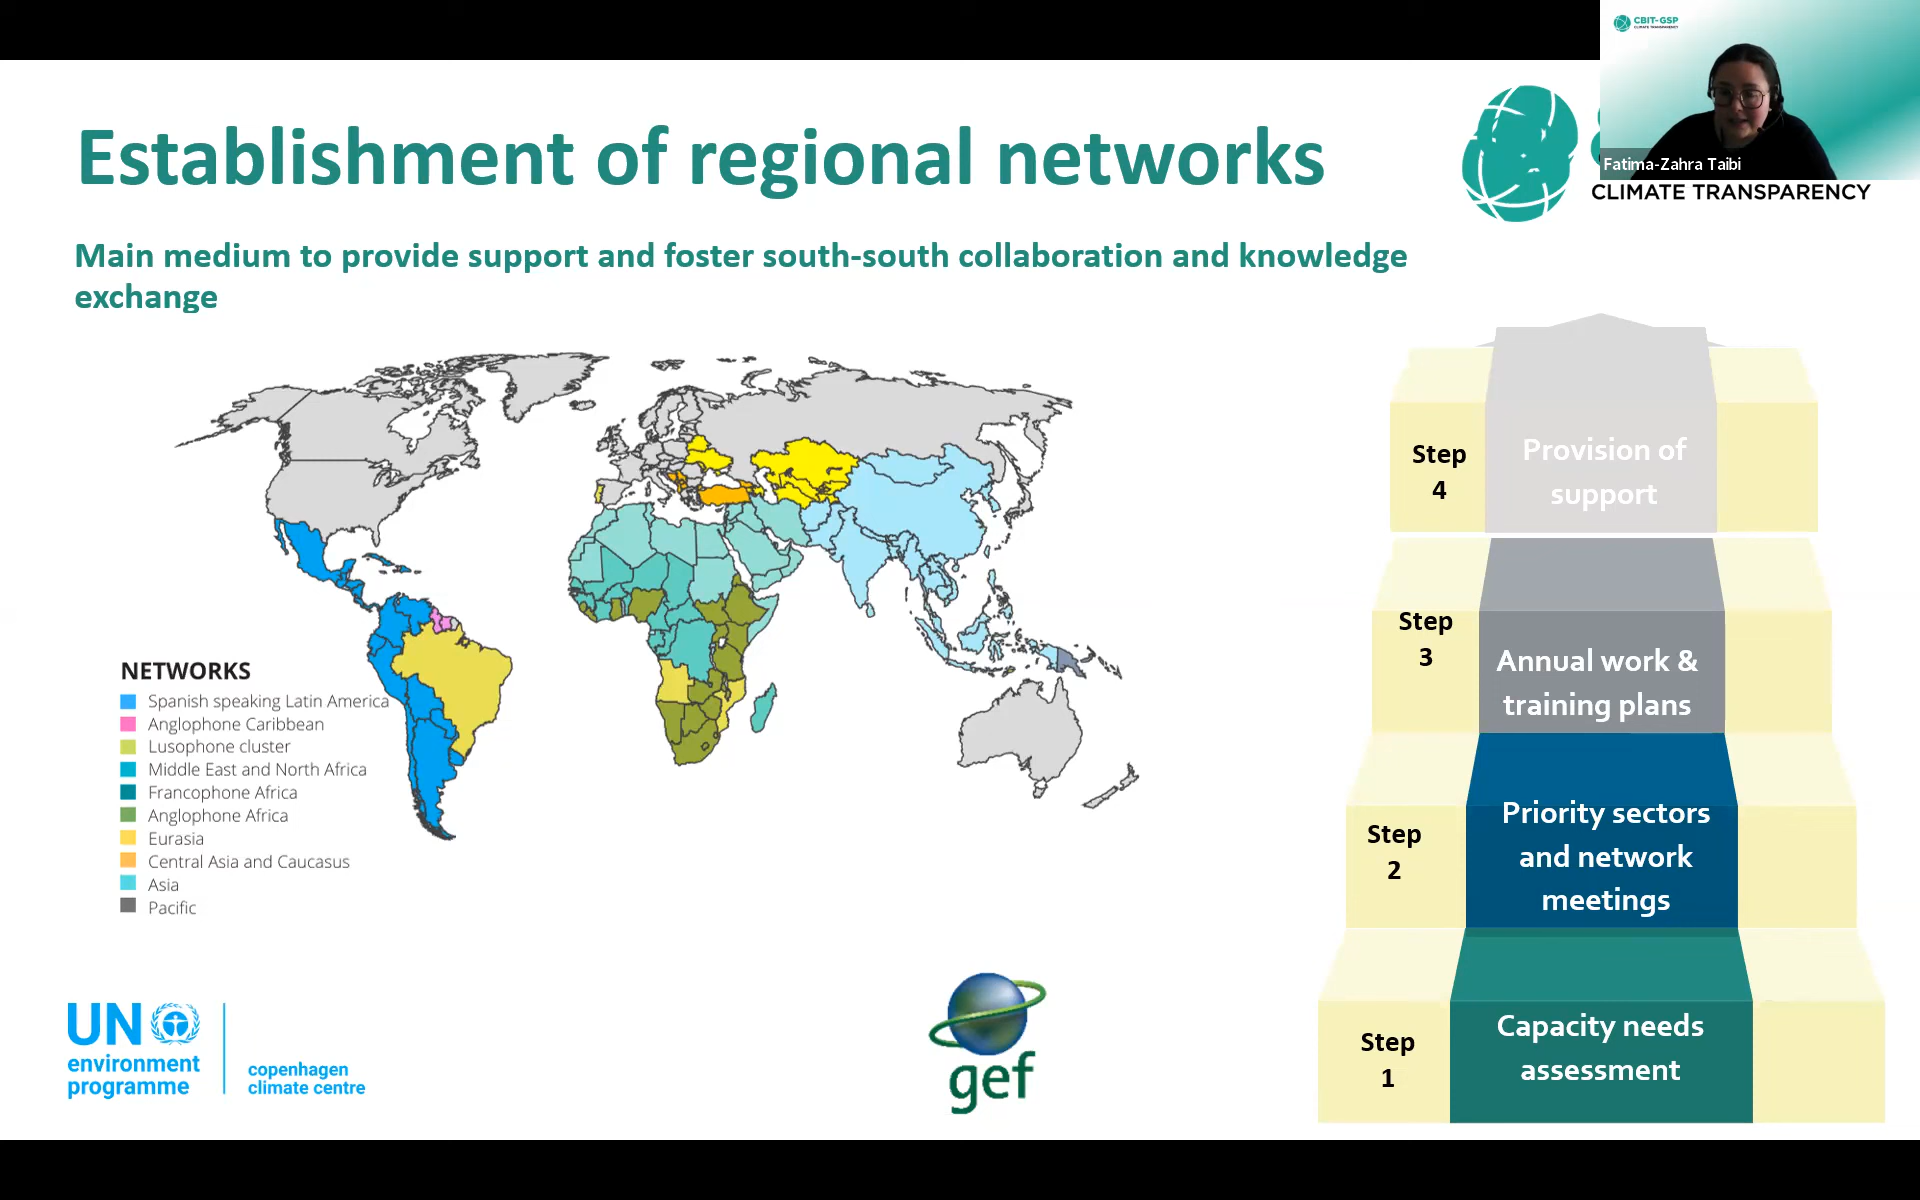 CBIT-GSP
CLIMATE TRANSPARENCY
Fatima-Zahra Taibi
Establishment of regional networks
CLIMATE TRANSPARENCY
Main medium to provide support and foster south-south collaboration and knowledge
exchange
NETWORKS
Spanish speaking Latin America
Anglophone Caribbean
Lusophone cluster
Middle East and North Africa
Francophone Africa
Anglophone Africa
Eurasia
Central Asia and Caucasus
Asia
Pacific
Step
4
Provision of
support
Step
3
Annual work &
training plans
Step
2
Priority sectors
and network
meetings
Step
1
Capacity needs
assessment
UN
environment
programme
copenhagen
climate centre
gef